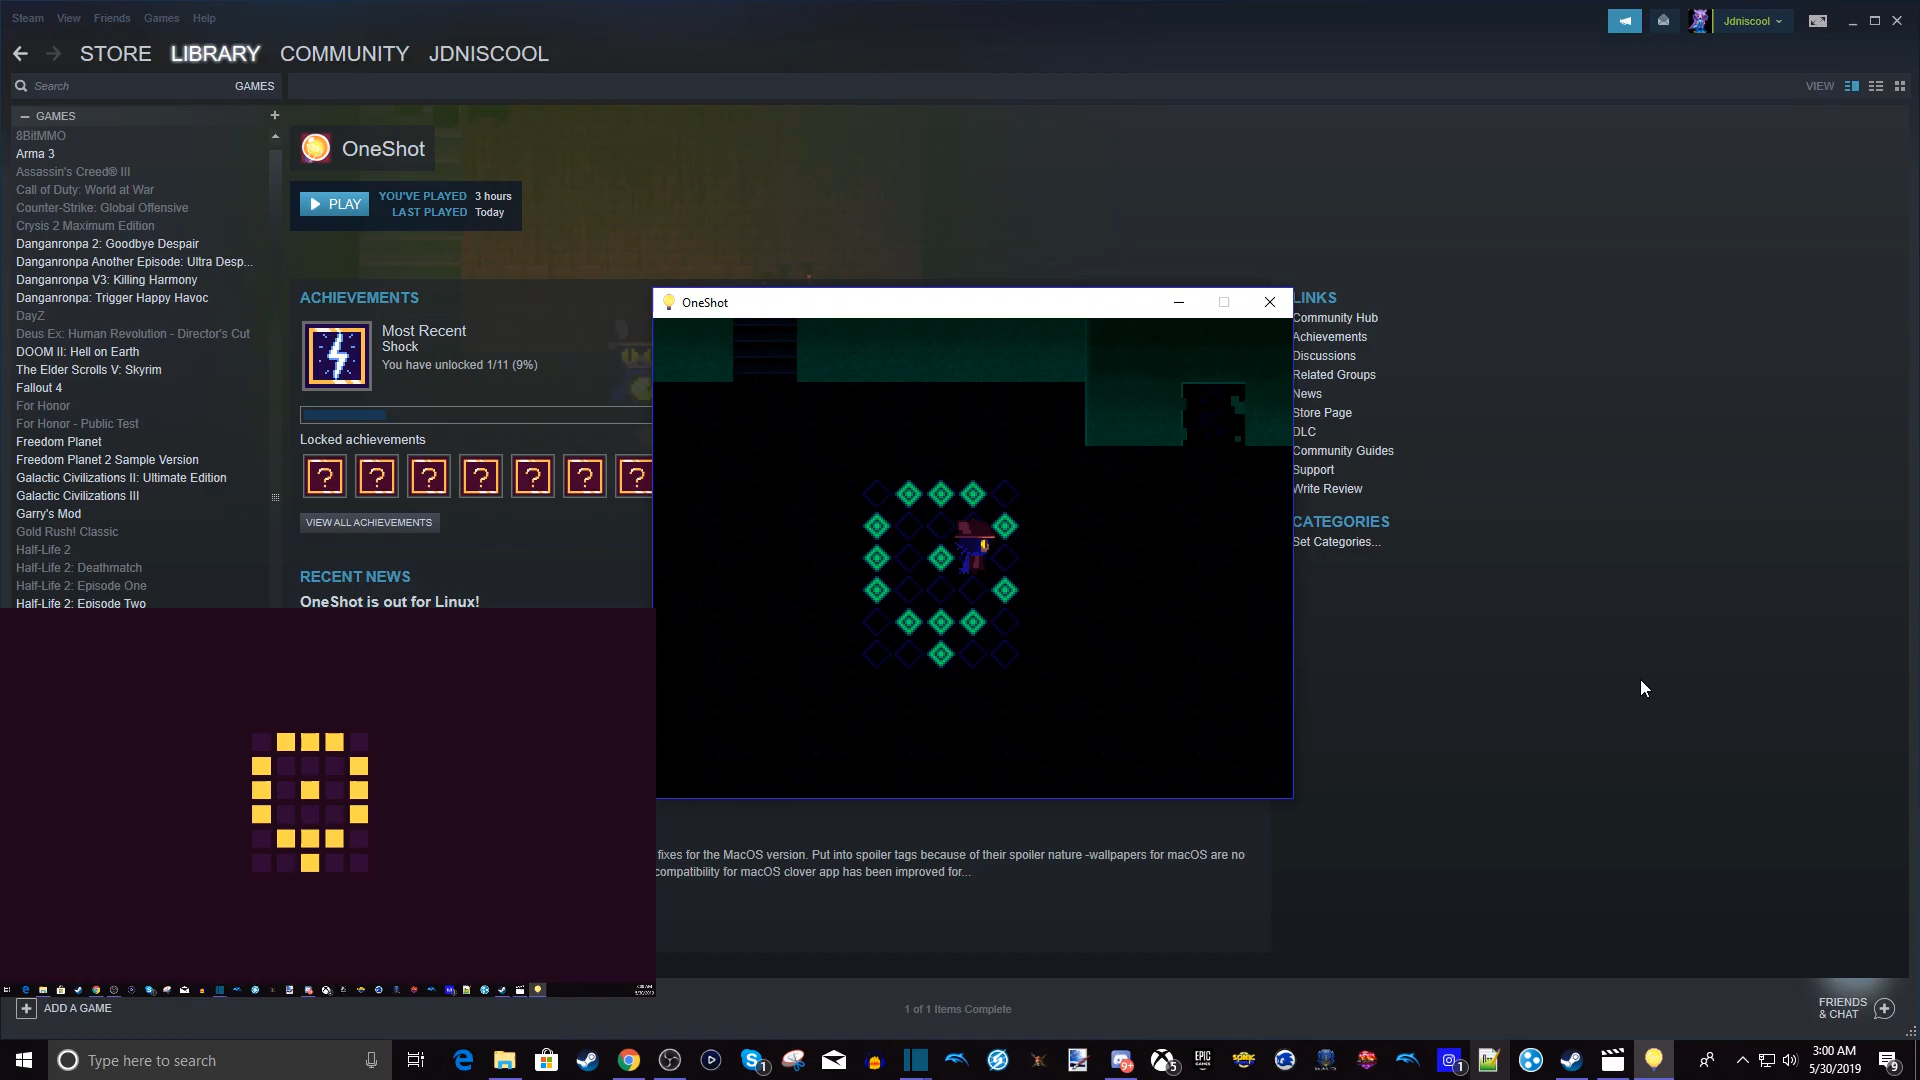 Steam View Friends Games Help
Jdniscool
STORE LIBRARY COMMUNITY JDNISCOOL
Search
GAMES
VIEW
GAMES
8BitMMO
Arma 3
Assassin's Creed® III
Call of Duty: World at War
Counter-Strike: Global Offensive
Crysis 2 Maximum Edition
Danganronpa 2: Goodbye Despair
Danganronpa Another Episode: Ultra Desp...
Danganronpa V3: Killing Harmony
Danganronpa: Trigger Happy Havoc
DayZ
Deus Ex: Human Revolution - Director's Cut
DOOM II: Hell on Earth
The Elder Scrolls V: Skyrim
Fallout 4
For Honor
For Honor - Public Test
Freedom Planet
Freedom Planet 2 Sample Version
Galactic Civilizations II: Ultimate Edition
Galactic Civilizations III
Garry's Mod
Gold Rush! Classic
Half-Life 2
Half-Life 2: Deathmatch
Half-Life 2: Episode One
Half-Life 2: Episode Two
OneShot
PLAY
YOU'VE PLAYED 3 hours
LAST PLAYED Today
ACHIEVEMENTS
Most Recent
Shock
You have unlocked 1/11 (9%)
Locked achievements
? ? ? ? ? ? ?
VIEW ALL ACHIEVEMENTS
RECENT NEWS
OneShot is out for Linux!
OneShot
LINKS
Community Hub
Achievements
Discussions
Related Groups
News
Store Page
DLC
Community Guides
Support
Write Review
CATEGORIES
Set Categories...
fixes for the MacOS version. Put into spoiler tags because of their spoiler nature -wallpapers for macOS are no
compatibility for macOS clover app has been improved for...
ADD A GAME
1 of 1 Items Complete
FRIENDS
& CHAT
Type here to search
1
9+
5
EPIC
GAMES
1
3:00 AM
5/30/2019
9